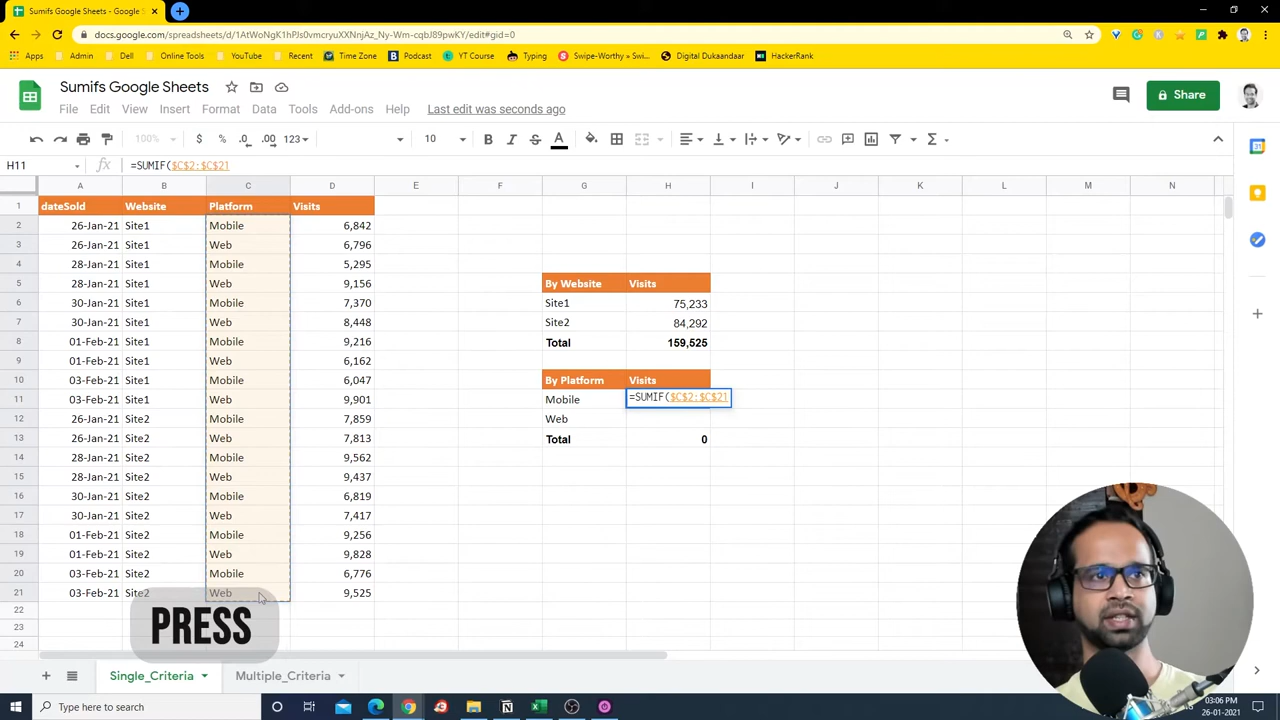 Sumifs Google Sheets
docs.google.com/spreadsheets/d/1AtWoNgK1hPJs0vmcryuXXNnjAz_Ny-Wm-cqbJ89pwKY/edit#gid=0
Apps Admin Dell Online Tools YouTube Recent Time Zone Podcast YT Course Typing Swipe-Worthy » Swi... Digital Dukaandaar HackerRank
Sumifs Google Sheets
File Edit View Insert Format Data Tools Add-ons Help Last edit was seconds ago
Share
100% $ % .0 .00 123 10 B I S A
H11 fx =SUMIF($C$2:$C$21
A B C D E F G H I J K L M N
1 dateSold Website Platform Visits
2 26-Jan-21 Site1 Mobile 6,842
3 26-Jan-21 Site1 Web 6,796
4 28-Jan-21 Site1 Mobile 5,295
5 28-Jan-21 Site1 Web 9,156 By Website Visits
6 30-Jan-21 Site1 Mobile 7,370 Site1 75,233
7 30-Jan-21 Site1 Web 8,448 Site2 84,292
8 01-Feb-21 Site1 Mobile 9,216 Total 159,525
9 01-Feb-21 Site1 Web 6,162
10 03-Feb-21 Site1 Mobile 6,047 By Platform Visits
11 03-Feb-21 Site1 Web 9,901 Mobile =SUMIF($C$2:$C$21
12 26-Jan-21 Site2 Mobile 7,859 Web
13 26-Jan-21 Site2 Web 7,813 Total 0
14 28-Jan-21 Site2 Mobile 9,562
15 28-Jan-21 Site2 Web 9,437
16 30-Jan-21 Site2 Mobile 6,819
17 30-Jan-21 Site2 Web 7,417
18 01-Feb-21 Site2 Mobile 9,256
19 01-Feb-21 Site2 Web 9,828
20 03-Feb-21 Site2 Mobile 6,776
21 03-Feb-21 Site2 Web 9,525
22
23
24
PRESS
Single_Criteria Multiple_Criteria
Type here to search
03:06 PM
26-01-2021